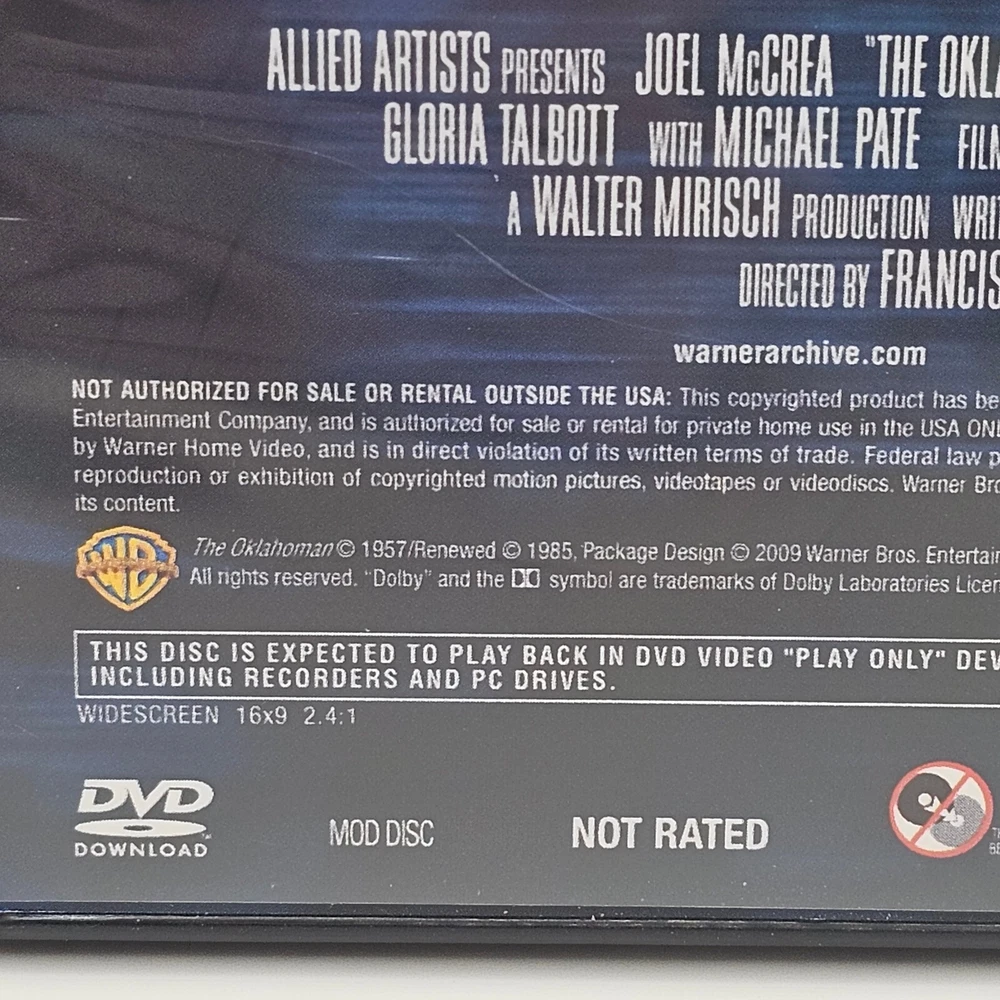 ALLIED ARTISTS PRESENTS JOEL McCREA "THE OKLA
GLORIA TALBOTT WITH MICHAEL PATE FILM
A WALTER MIRISCH PRODUCTION WRIT
DIRECTED BY FRANCIS
warnerarchive.com
NOT AUTHORIZED FOR SALE OR RENTAL OUTSIDE THE USA: This copyrighted product has be
Entertainment Company, and is authorized for sale or rental for private home use in the USA ON
by Warner Home Video, and is in direct violation of its written terms of trade. Federal law p
reproduction or exhibition of copyrighted motion pictures, videotapes or videodiscs. Warner Bro
its content.
WB
The Oklahoman © 1957/Renewed © 1985, Package Design © 2009 Warner Bros. Entertain
All rights reserved. "Dolby" and the symbol are trademarks of Dolby Laboratories Licen
THIS DISC IS EXPECTED TO PLAY BACK IN DVD VIDEO "PLAY ONLY" DEV
INCLUDING RECORDERS AND PC DRIVES.
WIDESCREEN 16x9 2.4:1
DVD
DOWNLOAD
MOD DISC
NOT RATED